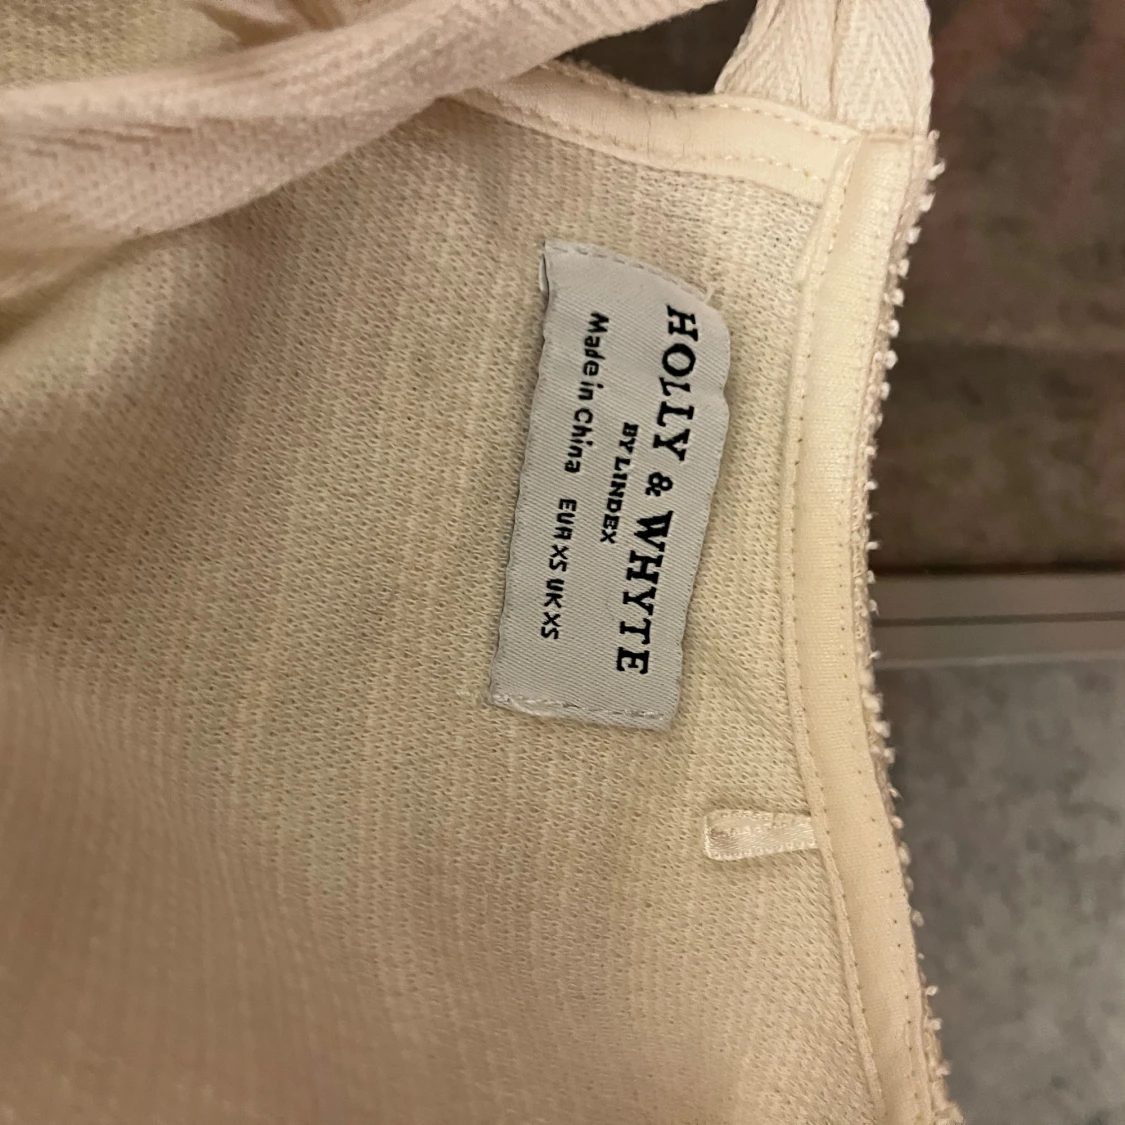 HOLLY & WHYTE
BY LINDEX
Made in China EUR XS UK XS